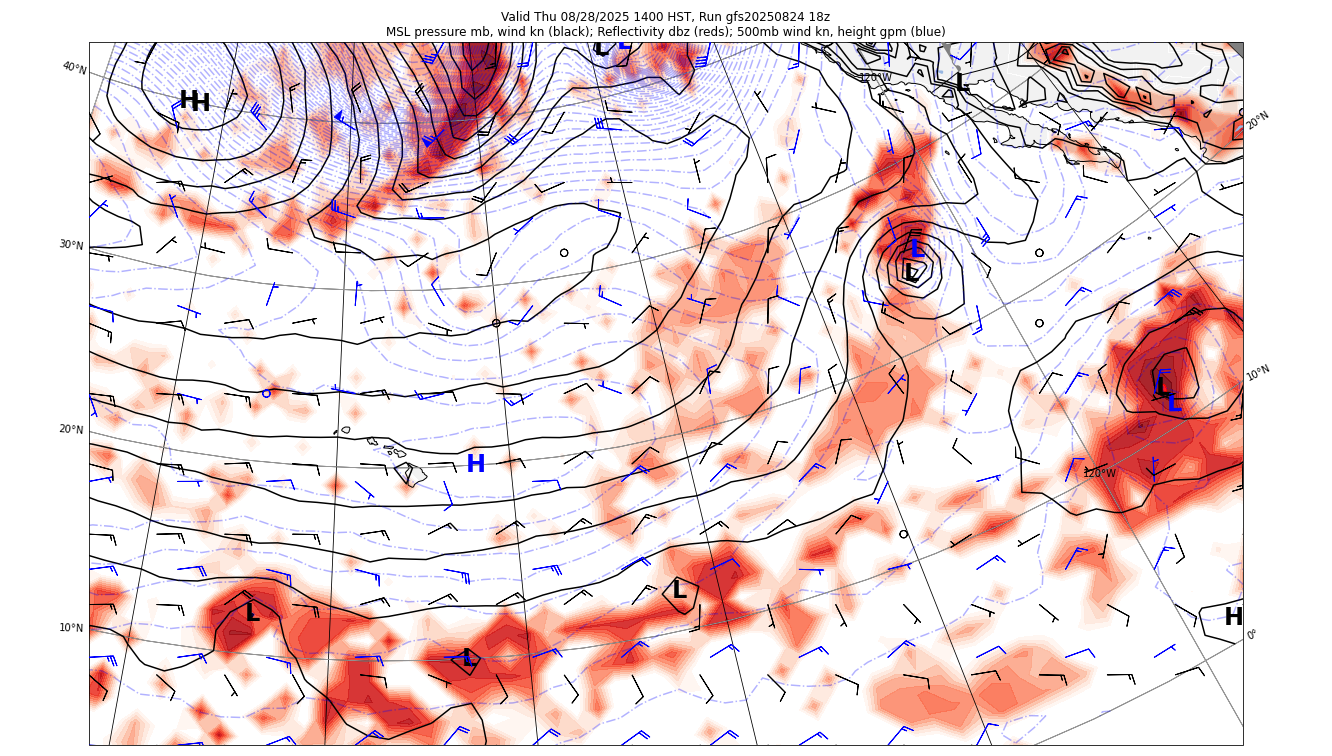 Valid Thu 08/28/2025 1400 HST, Run gfs20250824 18z
MSL pressure mb, wind kn (black); Reflectivity dbz (reds); 500mb wind kn, height gpm (blue)
L L
40°N
120°W
L
H H
20°N
30°N
L
L
10°N
L
L
20°N
H
120°W
L
L
H
10°N
0°
L